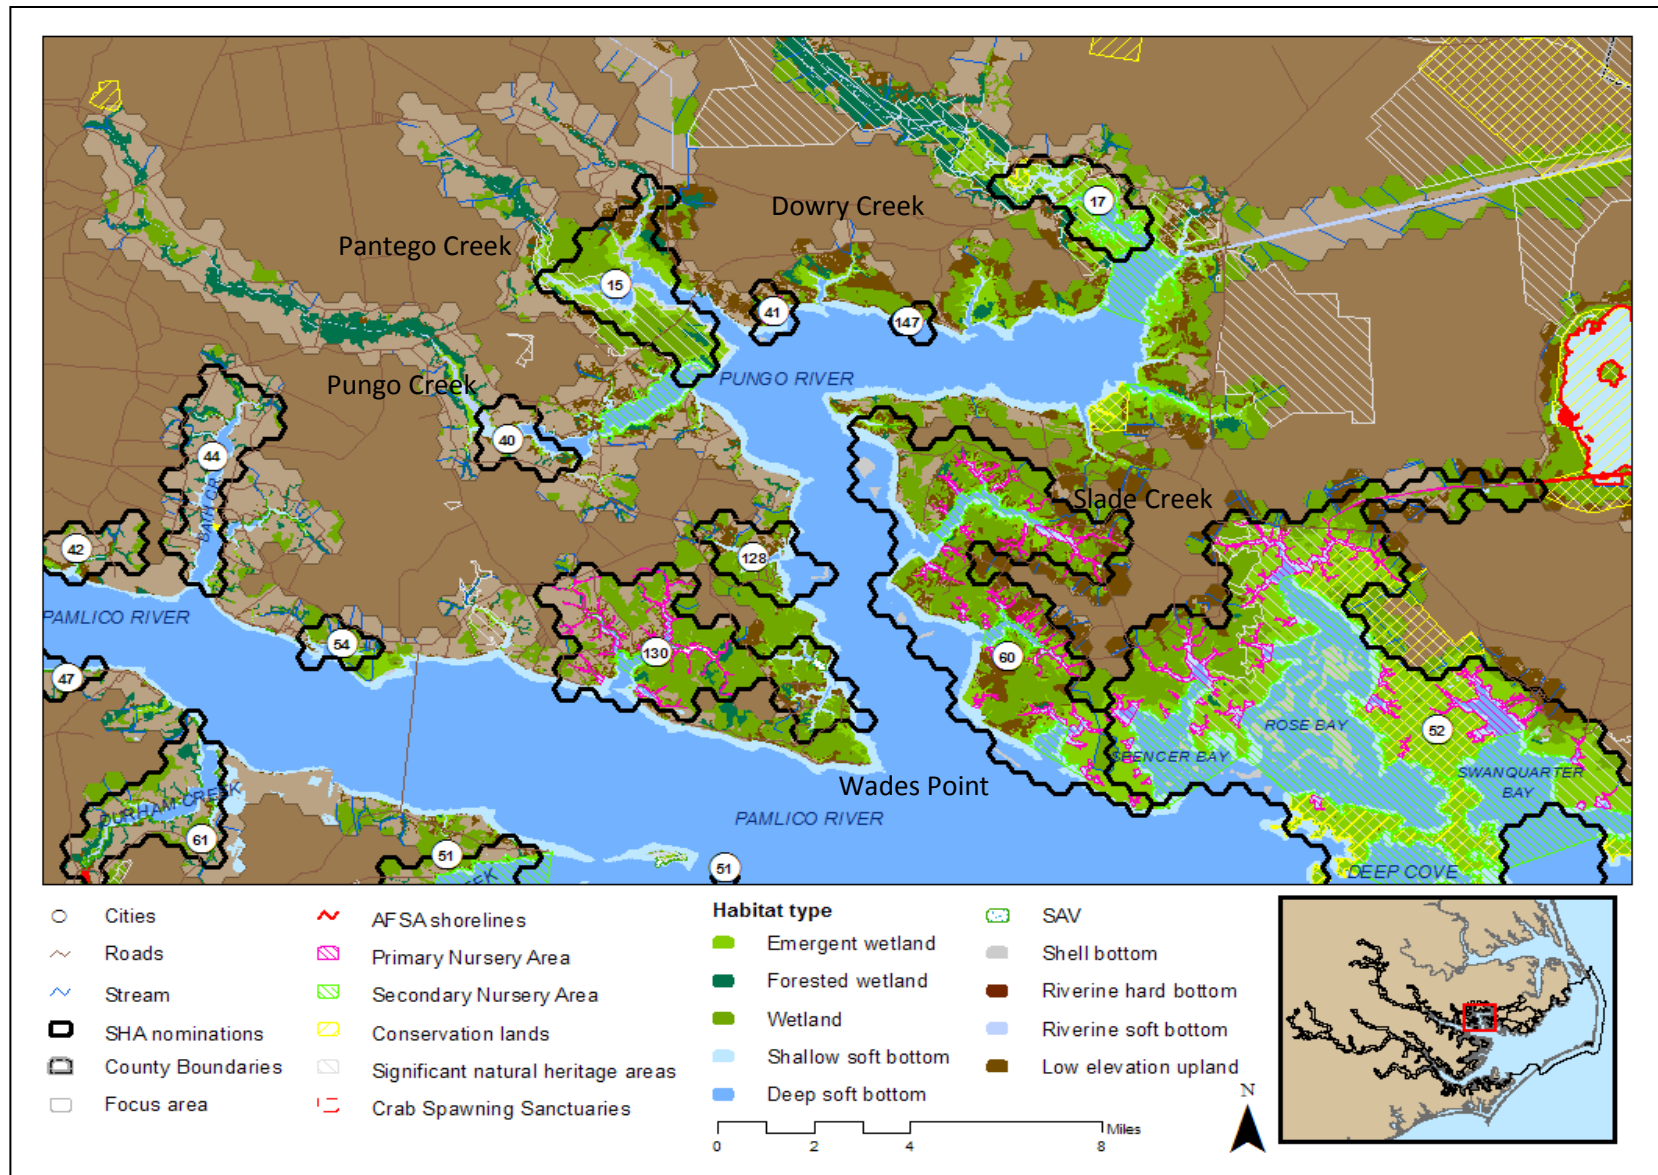 17
Dowry Creek
Pantego Creek
15
41
147
PUNGO RIVER
Pungo Creek
40
44
BATH CR
Slade Creek
42
128
PAMLICO RIVER
54
130
60
47
52
ROSE BAY
SPENCER BAY
SWANQUARTER
BAY
Wades Point
DURHAM CREEK
PAMLICO RIVER
61
51
51
DEEP COVE
Cities
Roads
Stream
SHA nominations
County Boundaries
Focus area
AFSA shorelines
Primary Nursery Area
Secondary Nursery Area
Conservation lands
Significant natural heritage areas
Crab Spawning Sanctuaries
Habitat type
Emergent wetland
Forested wetland
Wetland
Shallow soft bottom
Deep soft bottom
SAV
Shell bottom
Riverine hard bottom
Riverine soft bottom
Low elevation upland
Miles
0 2 4 8
N